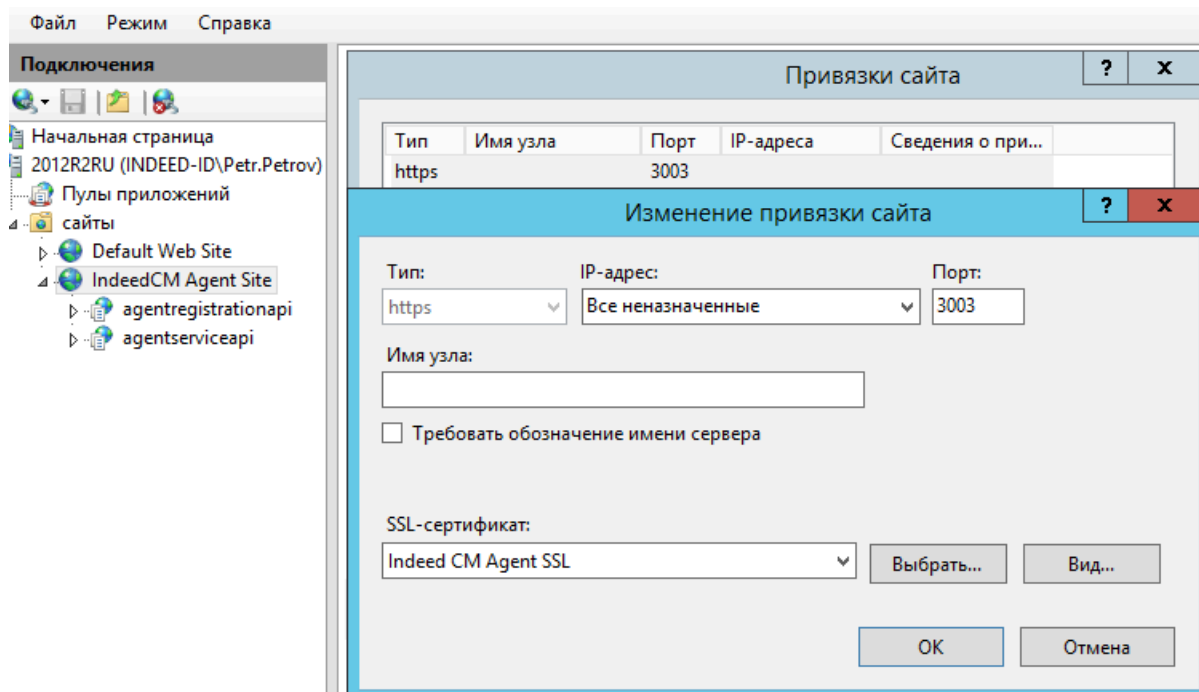 Файл Режим Справка
Подключения
Начальная страница
2012R2RU (INDEED-ID\Petr.Petrov)
Пулы приложений
сайты
Default Web Site
IndeedCM Agent Site
agentregistrationapi
agentserviceapi
Привязки сайта
? x
Тип Имя узла Порт IP-адреса Сведения о при...
https 3003
Изменение привязки сайта
? x
Тип: IP-адрес: Порт:
https Все неназначенные 3003
Имя узла:
Требовать обозначение имени сервера
SSL-сертификат:
Indeed CM Agent SSL Выбрать... Вид...
OK Отмена